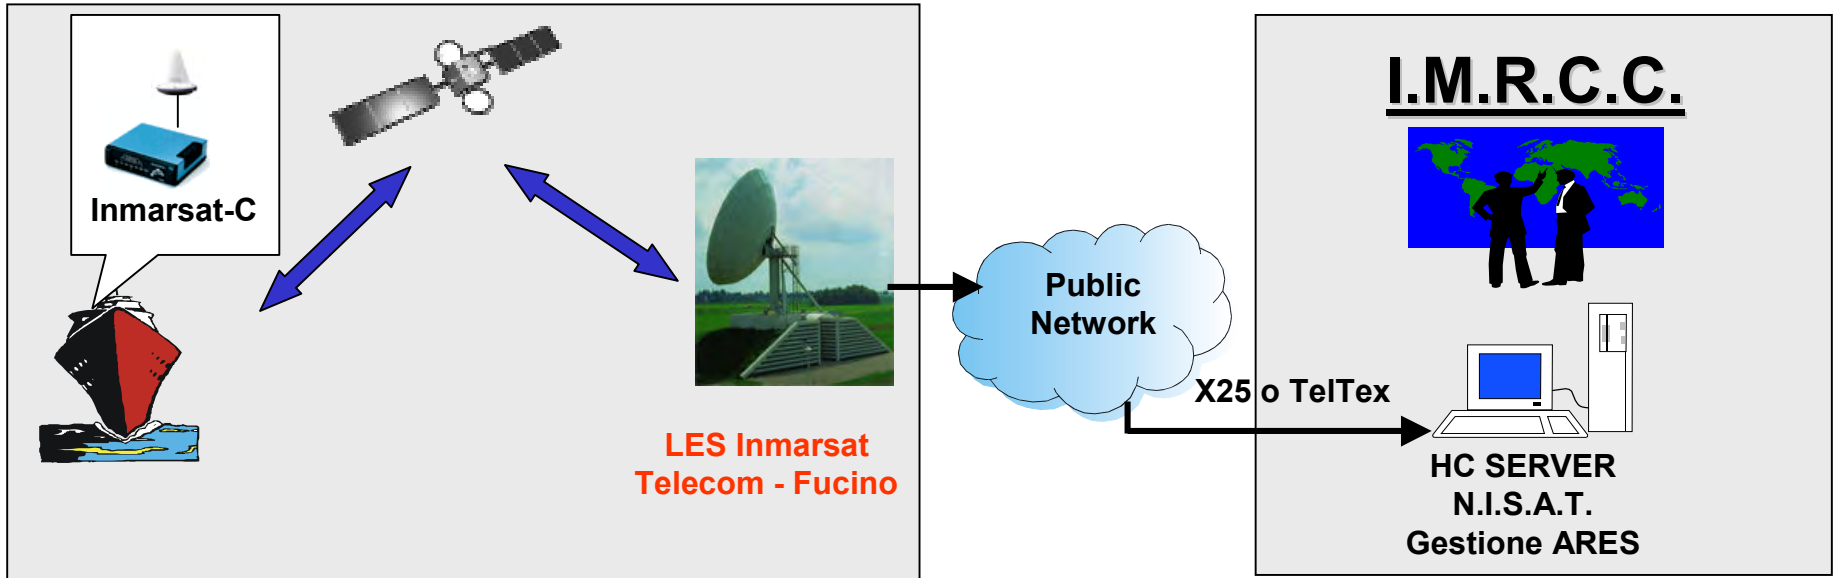 Inmarsat-C
LES Inmarsat
Telecom - Fucino
Public
Network
X25 o TelTex
I.M.R.C.C.
HC SERVER
N.I.S.A.T.
Gestione ARES